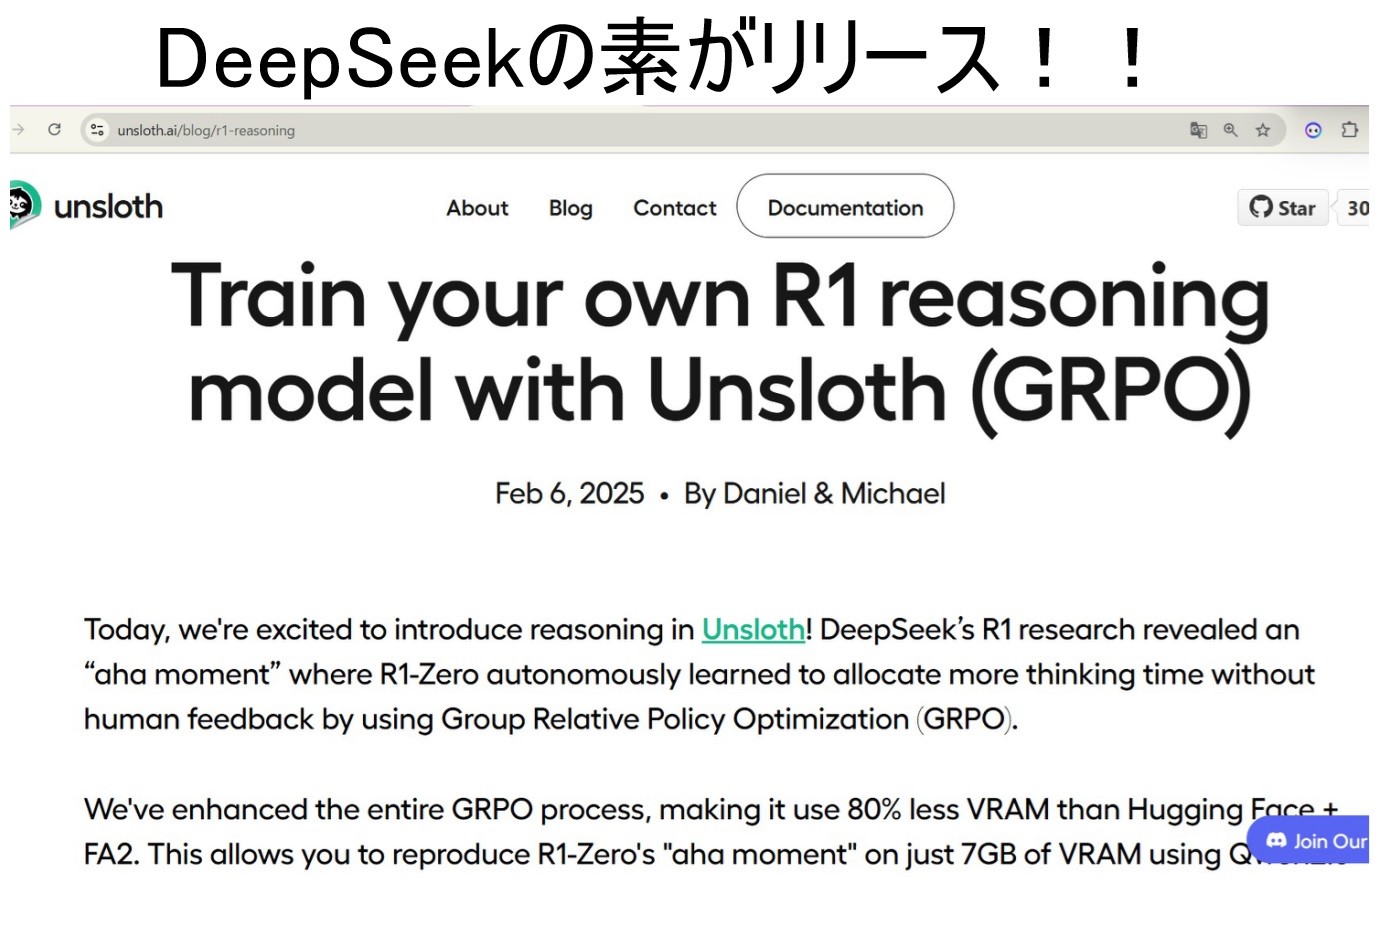 DeepSeekの素がリリース！！
unsloth.ai/blog/r1-reasoning
unsloth About Blog Contact Documentation Star 30
Train your own R1 reasoning
model with Unsloth (GRPO)
Feb 6, 2025 • By Daniel & Michael
Today, we're excited to introduce reasoning in Unsloth! DeepSeek’s R1 research revealed an
“aha moment” where R1-Zero autonomously learned to allocate more thinking time without
human feedback by using Group Relative Policy Optimization (GRPO).
We've enhanced the entire GRPO process, making it use 80% less VRAM than Hugging Face +
FA2. This allows you to reproduce R1-Zero's "aha moment" on just 7GB of VRAM using
Join Our